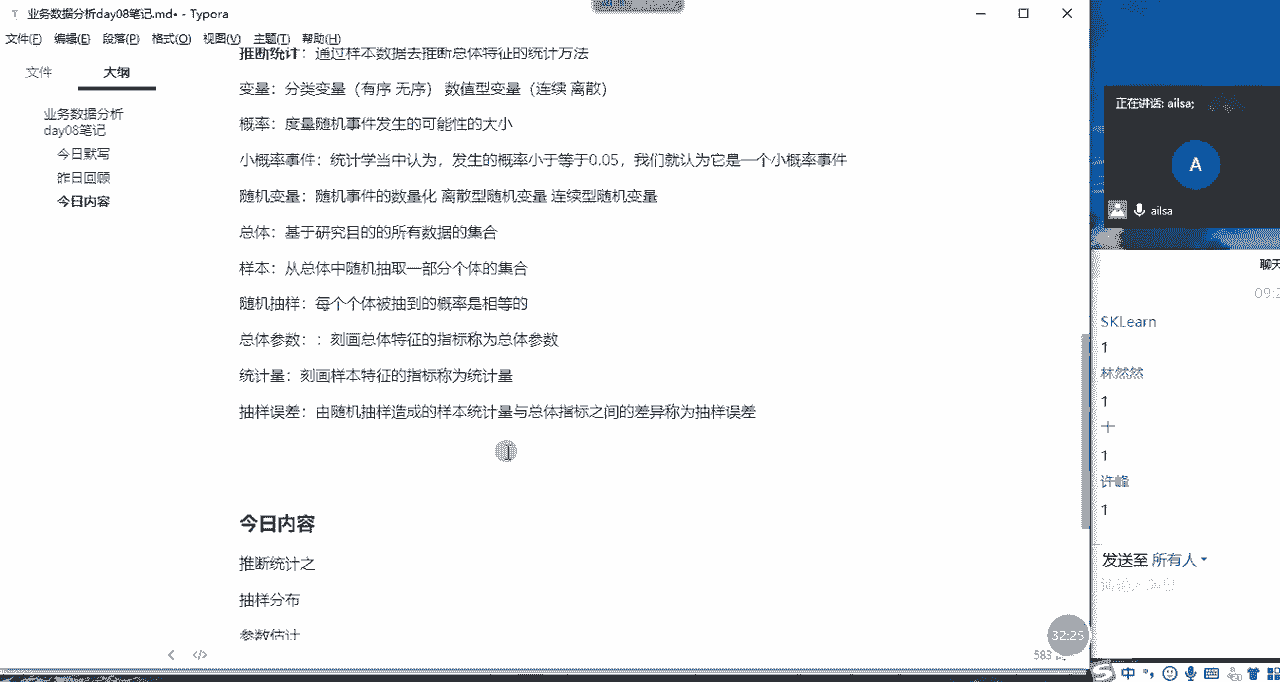 业务数据分析day08笔记.md• - Typora
文件(F) 编辑(E) 段落(P) 格式(O) 视图(V) 主题(T) 帮助(H)
文件 大纲
业务数据分析
day08笔记
今日默写
昨日回顾
今日内容
推断统计：通过样本数据去推断总体特征的统计方法
变量：分类变量（有序 无序） 数值型变量（连续 离散）
概率：度量随机事件发生的可能性的大小
小概率事件：统计学当中认为，发生的概率小于等于0.05，我们就认为它是一个小概率事件
随机变量：随机事件的数量化 离散型随机变量 连续型随机变量
总体：基于研究目的的所有数据的集合
样本：从总体中随机抽取一部分个体的集合
随机抽样：每个个体被抽到的概率是相等的
总体参数：：刻画总体特征的指标称为总体参数
统计量：刻画样本特征的指标称为统计量
抽样误差：由随机抽样造成的样本统计量与总体指标之间的差异称为抽样误差
今日内容
推断统计之
抽样分布
参数估计
583
32:25
正在讲话: ailsa;
A
ailsa
聊天
09:2
SKLearn
1
林然然
1
十
1
许峰
1
发送至 所有人
中